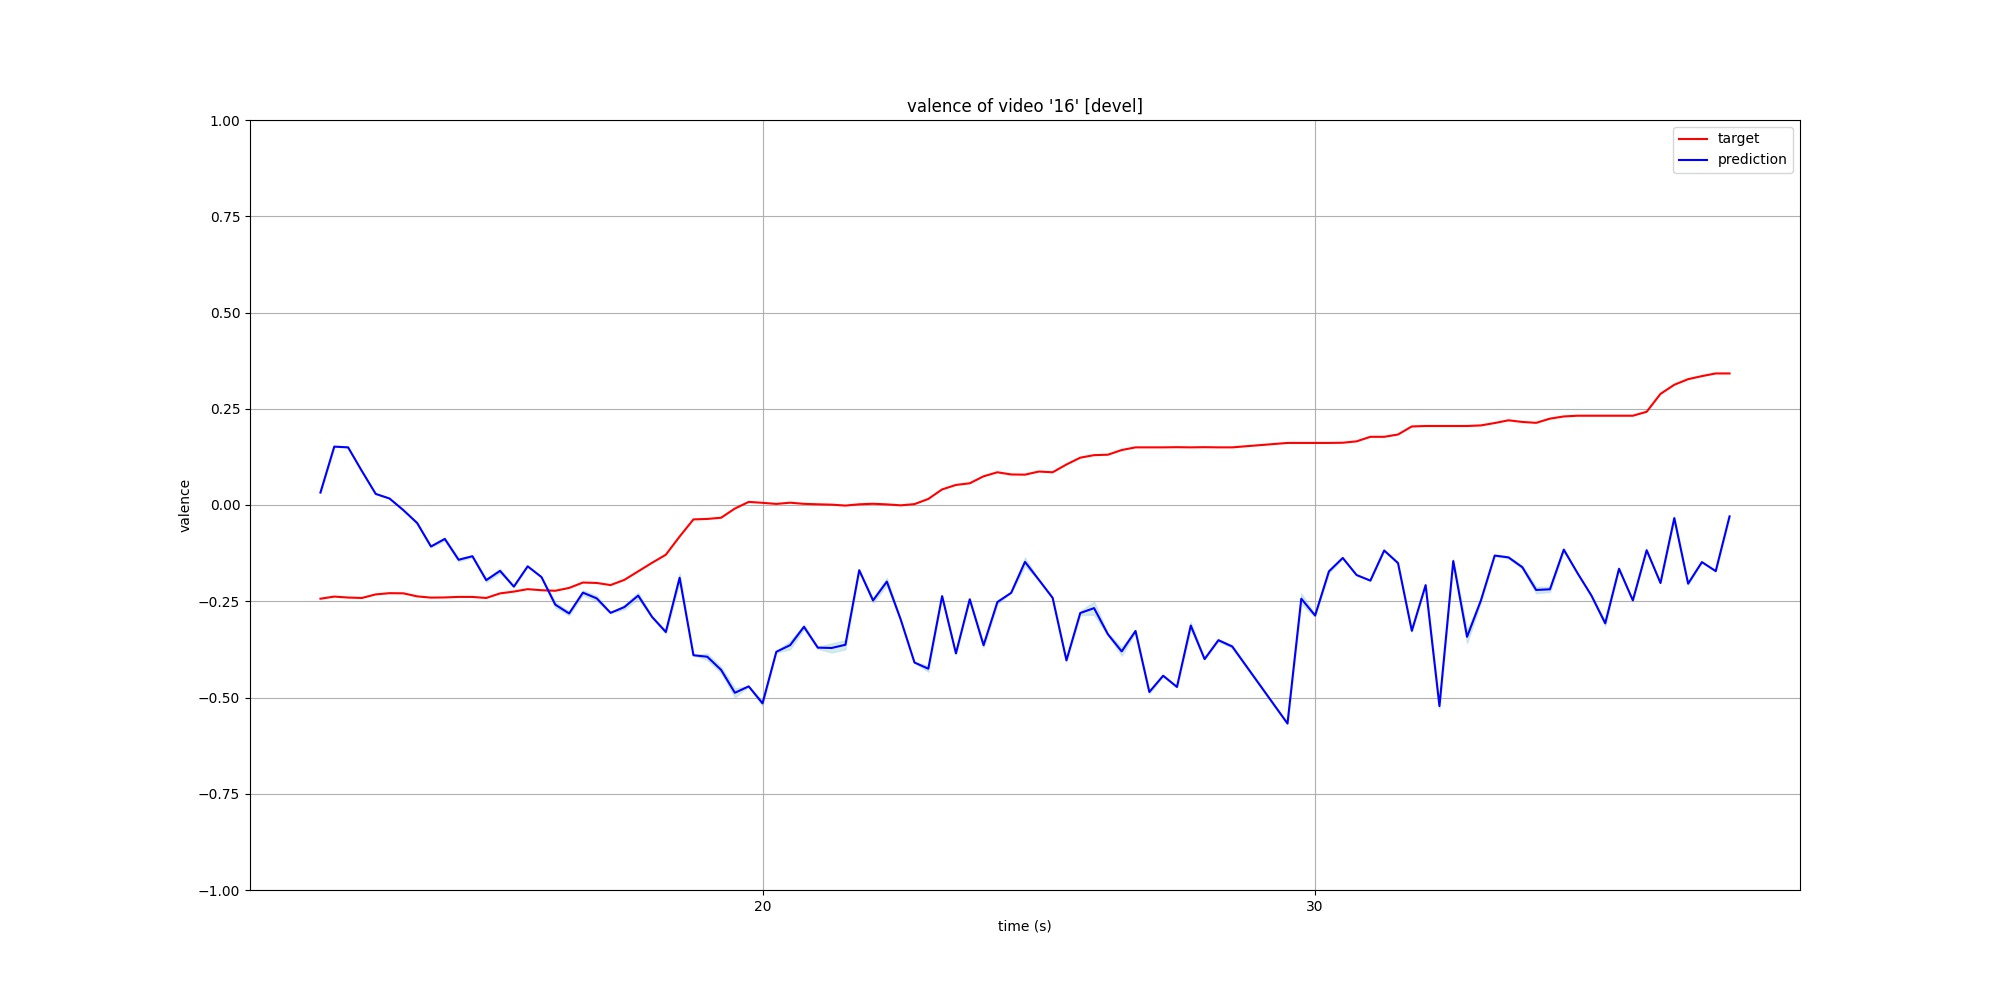 valence of video '16' [devel]
1.00
0.75
0.50
0.25
0.00
−0.25
−0.50
−0.75
−1.00
valence
target
prediction
20
30
time (s)